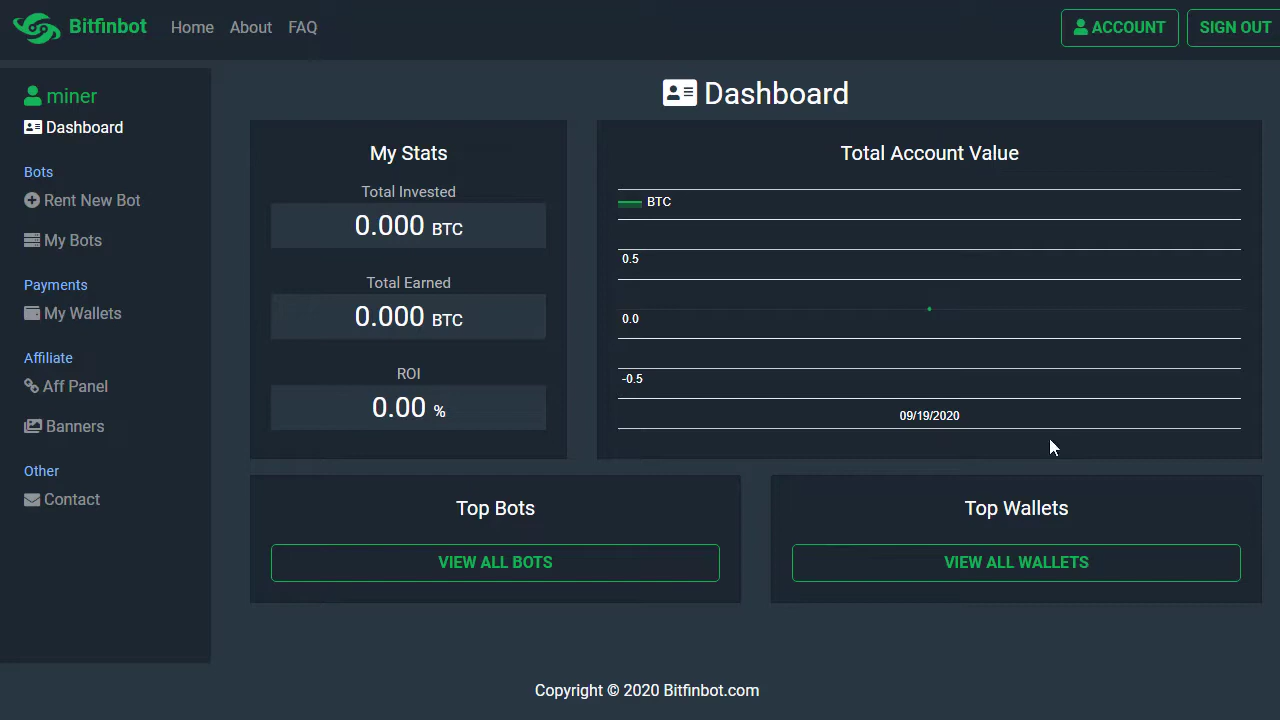 Bitfinbot Home About FAQ ACCOUNT SIGN OUT
miner
Dashboard
Bots
Rent New Bot
My Bots
Payments
My Wallets
Affiliate
Aff Panel
Banners
Other
Contact
Dashboard
My Stats
Total Invested
0.000 BTC
Total Earned
0.000 BTC
ROI
0.00 %
Total Account Value
BTC
0.5
0.0
-0.5
09/19/2020
Top Bots
VIEW ALL BOTS
Top Wallets
VIEW ALL WALLETS
Copyright © 2020 Bitfinbot.com